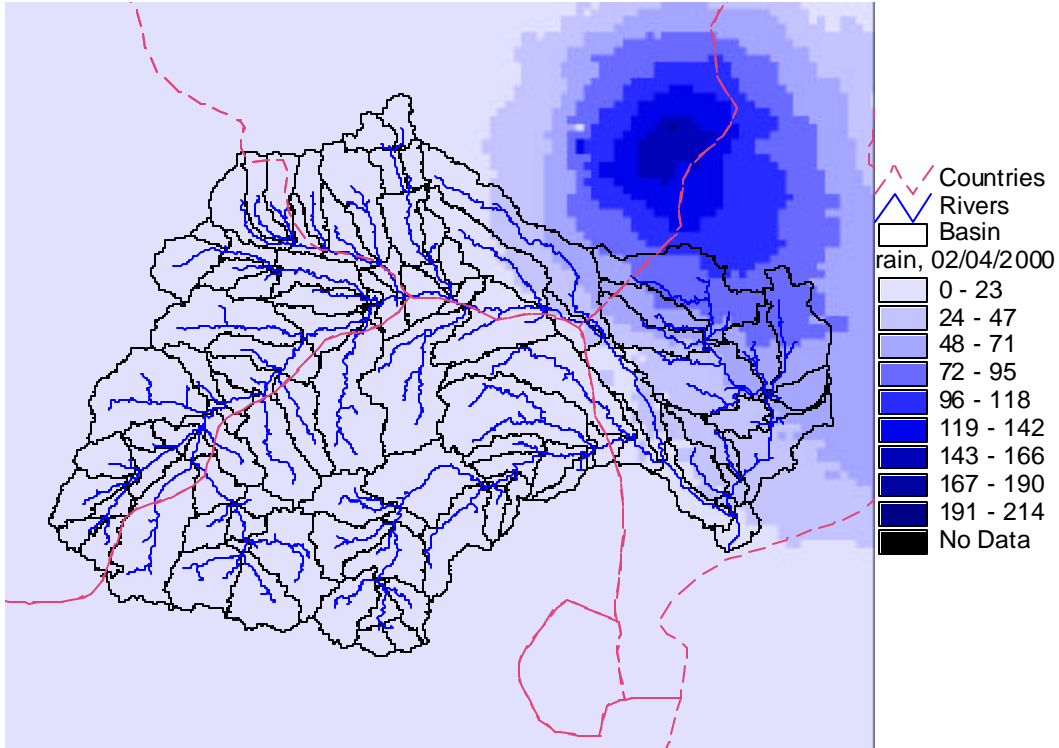 Countries
Rivers
Basin
rain, 02/04/2000
0 - 23
24 - 47
48 - 71
72 - 95
96 - 118
119 - 142
143 - 166
167 - 190
191 - 214
No Data